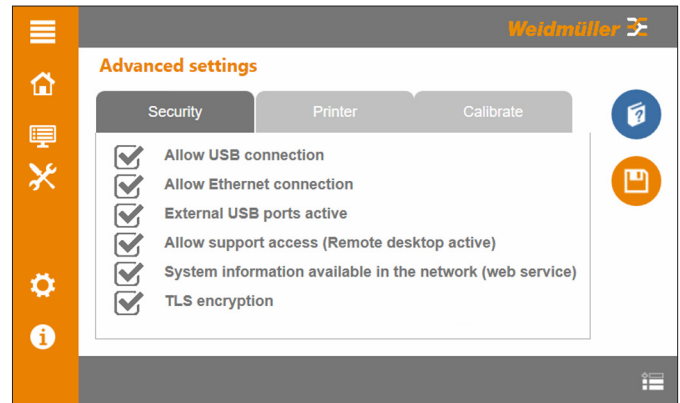 Weidmüller
Advanced settings
Security Printer Calibrate
Allow USB connection
Allow Ethernet connection
External USB ports active
Allow support access (Remote desktop active)
System information available in the network (web service)
TLS encryption